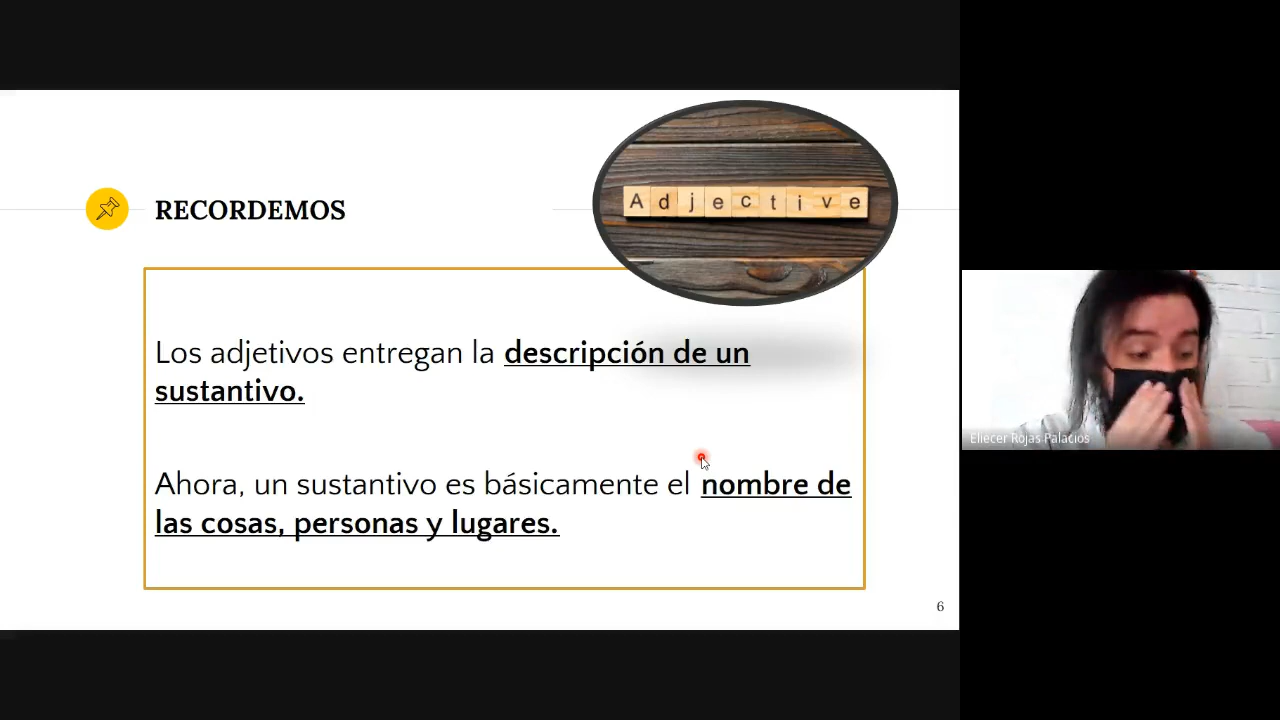 Adjective
RECORDEMOS
Los adjetivos entregan la descripción de un
sustantivo.
Ahora, un sustantivo es básicamente el nombre de
las cosas, personas y lugares.
6
Eliecer Rojas Palacios